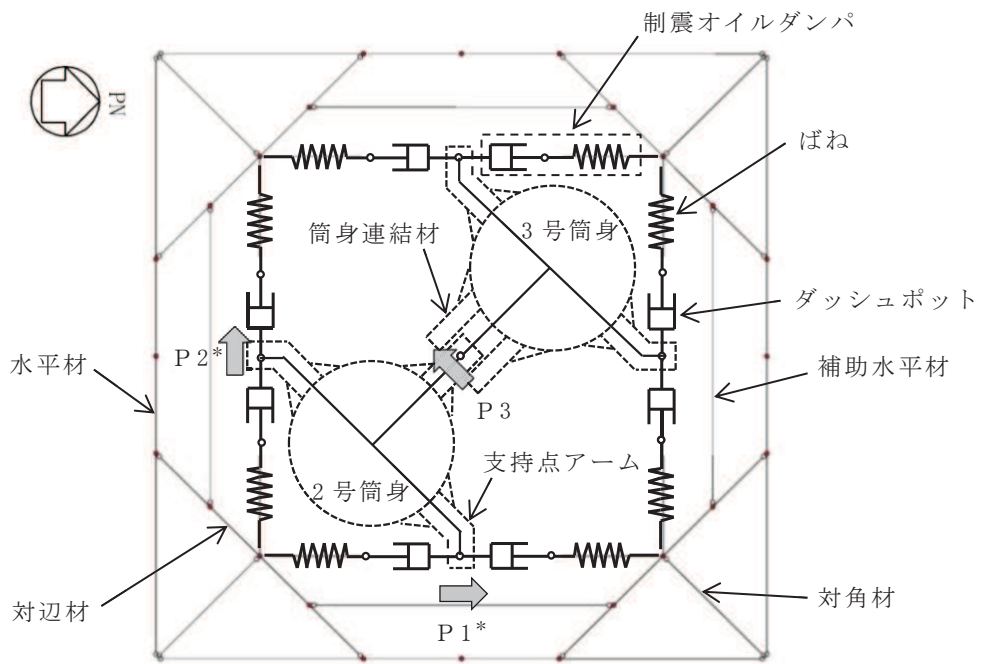 制震オイルダンパ
PN
ばね
筒身連結材
3号筒身
ダッシュポット
P2*
水平材
補助水平材
P3
支持点アーム
2号筒身
対辺材
対角材
P1*